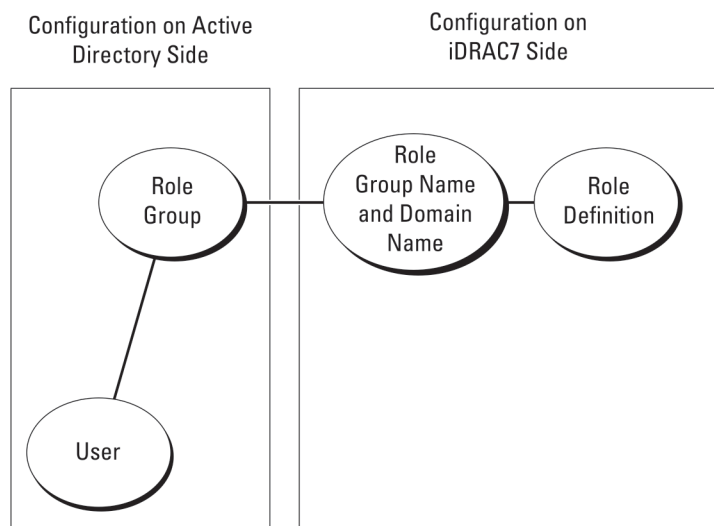 Configuration on Active
Directory Side
Configuration on
iDRAC7 Side
Role
Group
Role
Group Name
and Domain
Name
Role
Definition
User